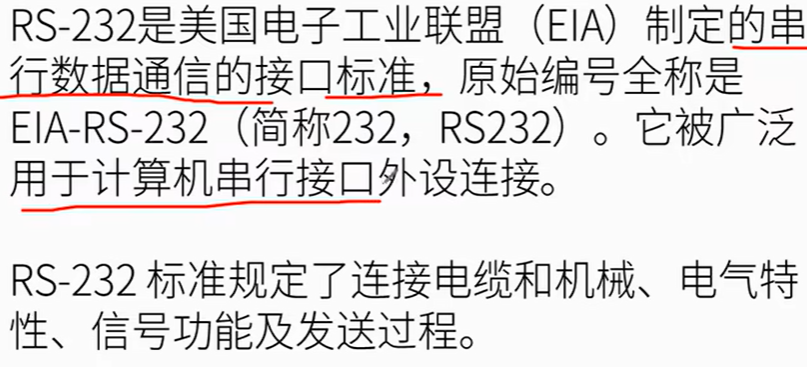 RS-232是美国电子工业联盟（EIA）制定的串
行数据通信的接口标准，原始编号全称是
EIA-RS-232（简称232，RS232）。它被广泛
用于计算机串行接口外设连接。
RS-232 标准规定了连接电缆和机械、电气特
性、信号功能及发送过程。